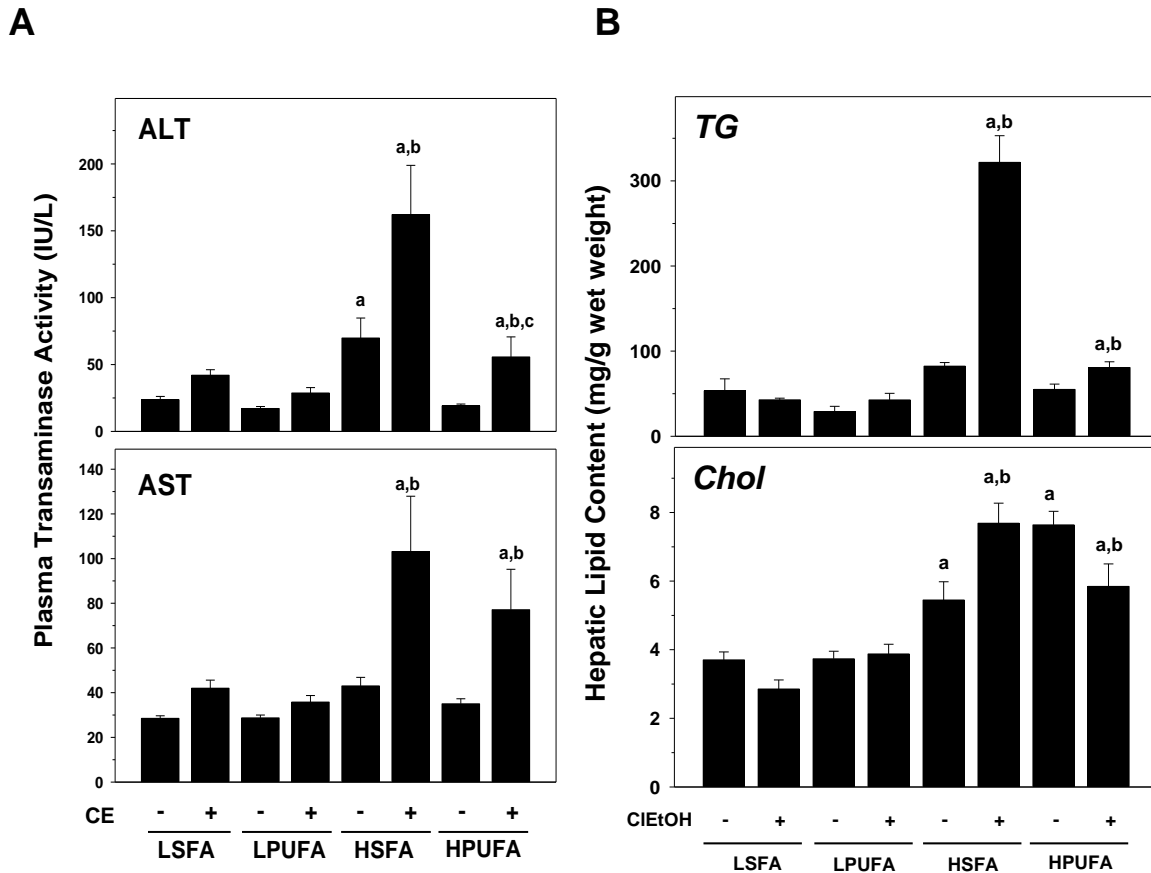 A
B
Plasma Transaminase Activity (IU/L)
ALT
200
150
100
50
0
a
a,b
a,b,c
AST
140
120
100
80
60
40
20
0
a,b
a,b
CE - + - + - + - +
LSFA LPUFA HSFA HPUFA
Hepatic Lipid Content (mg/g wet weight)
TG
300
200
100
0
a,b
a,b
Chol
8
6
4
2
0
a
a,b
a
a,b
ClEtOH - + - + - + - +
LSFA LPUFA HSFA HPUFA